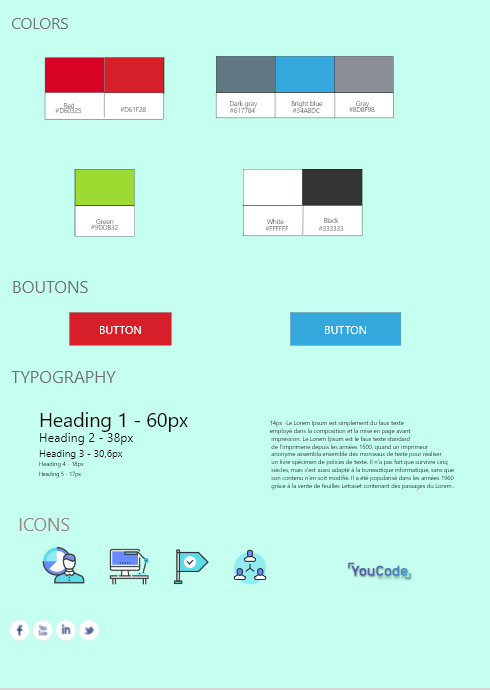 COLORS
Red
#D60325
#D61F28
Dark gray
#617784
Bright blue
#34A8DC
Gray
#8D8F98
Green
#9DDB32
White
#FFFFFF
Black
#333333
BOUTONS
BUTTON
BUTTON
TYPOGRAPHY
Heading 1 - 60px
Heading 2 - 38px
Heading 3 - 30,6px
Heading 4 - 18px
Heading 5 - 17px
14ps -Le Lorem Ipsum est simplement du faux texte
employé dans la composition et la mise en page avant
impression. Le Lorem Ipsum est le faux texte standard
de l'imprimerie depuis les années 1500, quand un imprimeur
anonyme assembla ensemble des morceaux de texte pour réaliser
un livre spécimen de polices de texte. Il n'a pas fait que survivre cinq
siècles, mais s'est aussi adapté à la bureautique informatique, sans que
son contenu n'en soit modifié. Il a été popularisé dans les années 1960
grâce à la vente de feuilles Letraset contenant des passages du Lorem .
ICONS
YouCode
f
You
Tube
in